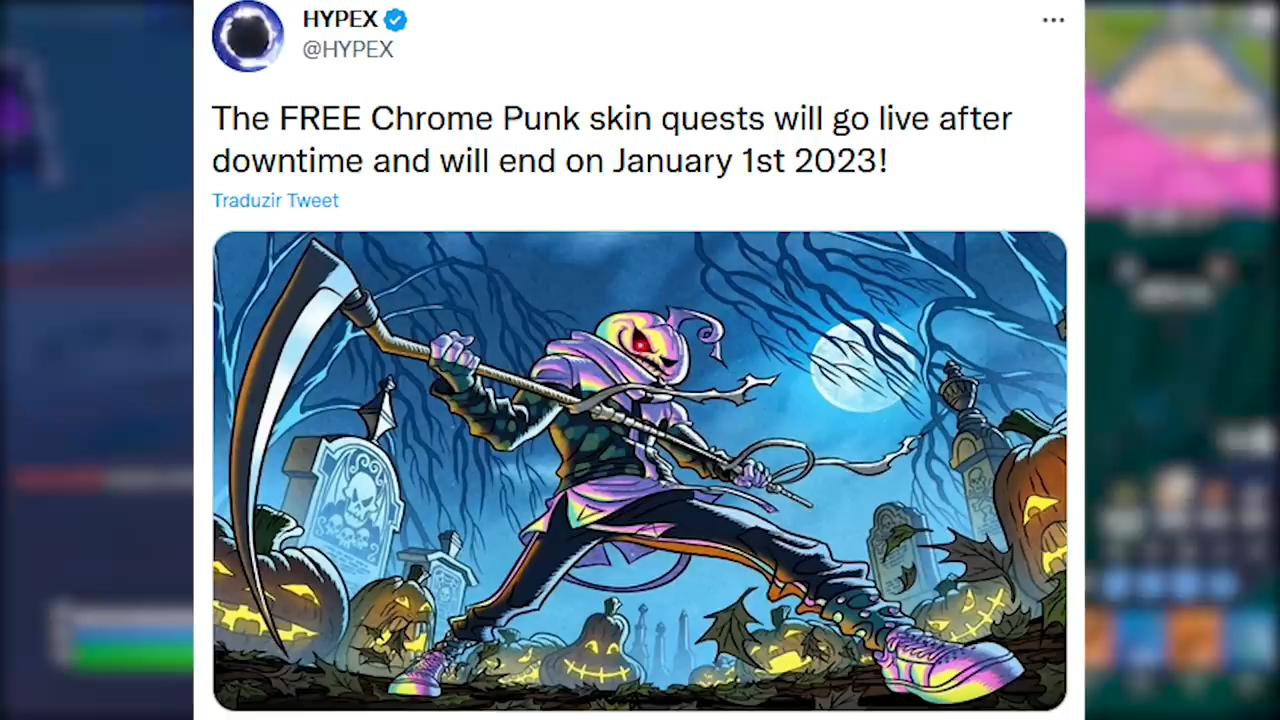 HYPEX
@HYPEX
The FREE Chrome Punk skin quests will go live after
downtime and will end on January 1st 2023!
Traduzir Tweet